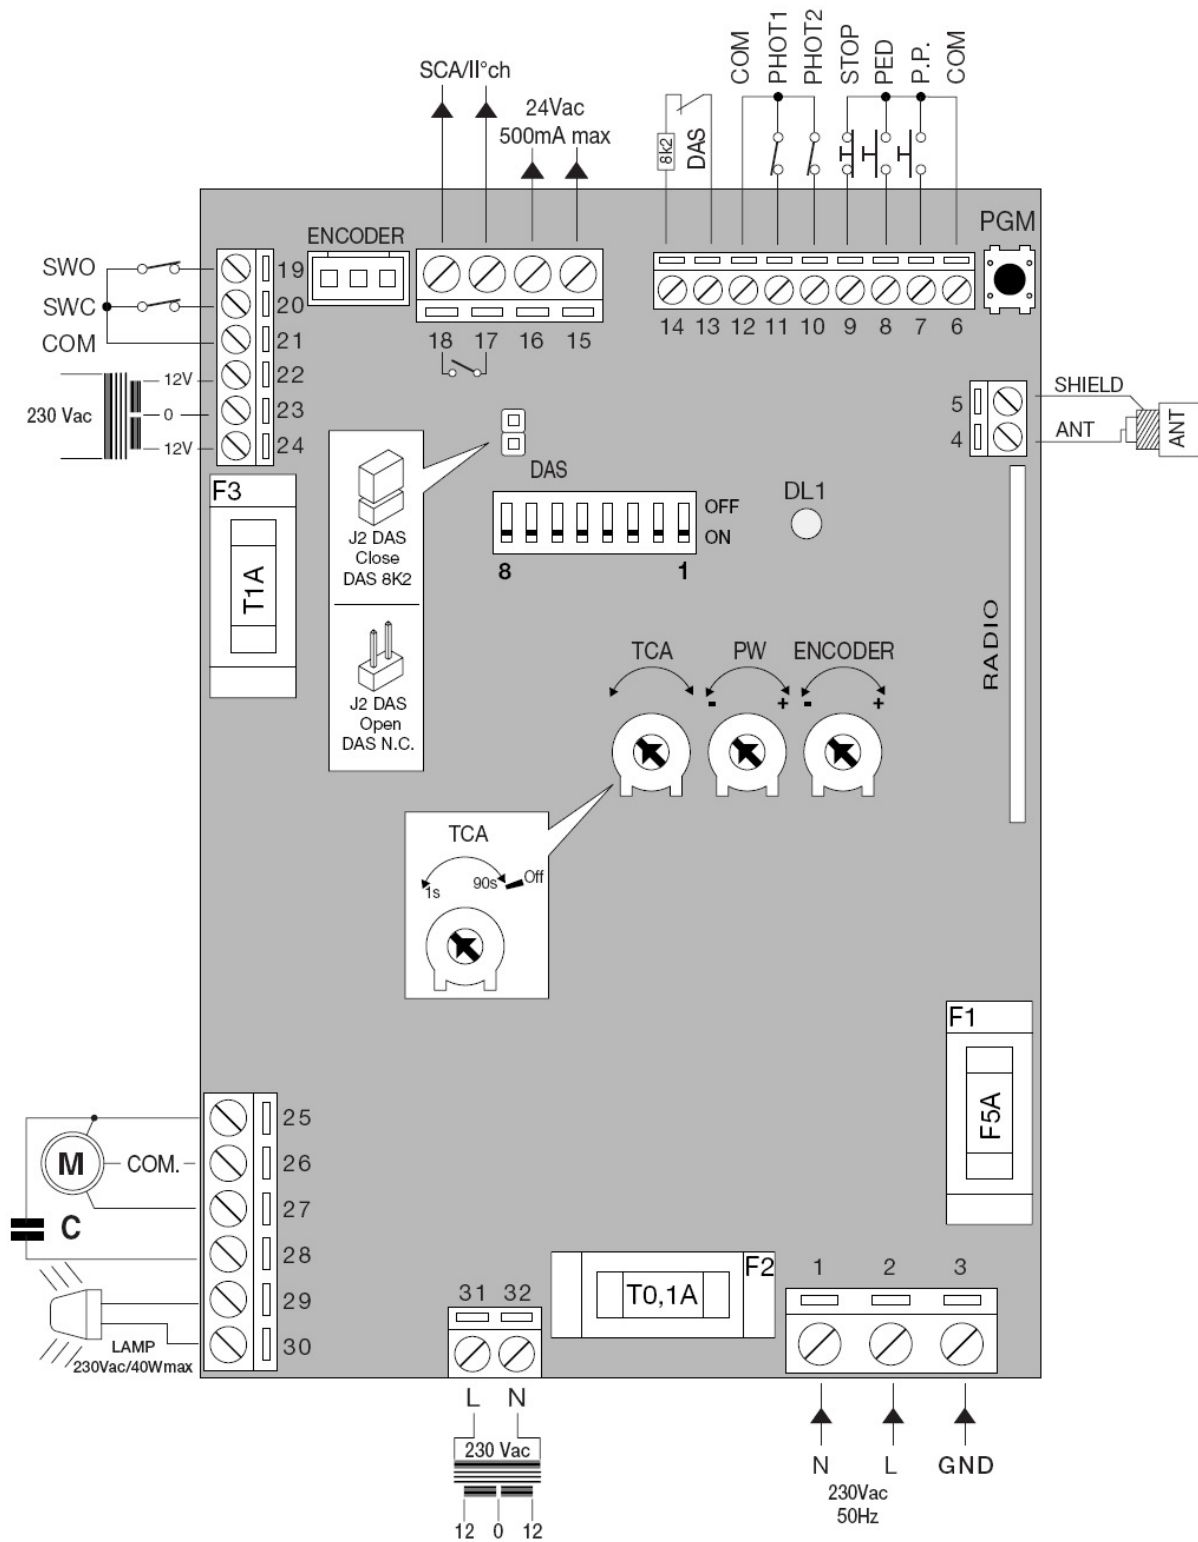 SCA/II°ch
24Vac
500mA max
8k2
DAS
COM
PHOT1
PHOT2
STOP
PED
P.P.
COM
PGM
ENCODER
SWO
SWC
COM
19
20
21
22
23
24
18 17 16 15
14 13 12 11 10 9 8 7 6
12V
0
12V
230 Vac
5
4
SHIELD
ANT
ANT
DAS
OFF
ON
8 1
DL1
J2 DAS
Close
DAS 8K2
J2 DAS
Open
DAS N.C.
F3
T1A
RADIO
TCA
PW
- +
ENCODER
- +
TCA
1s
90s
Off
F1
F5A
25
26
27
28
29
30
M
COM.
C
LAMP
230Vac/40Wmax
31 32
L N
230 Vac
12 0 12
F2
T0,1A
1 2 3
N L GND
230Vac
50Hz